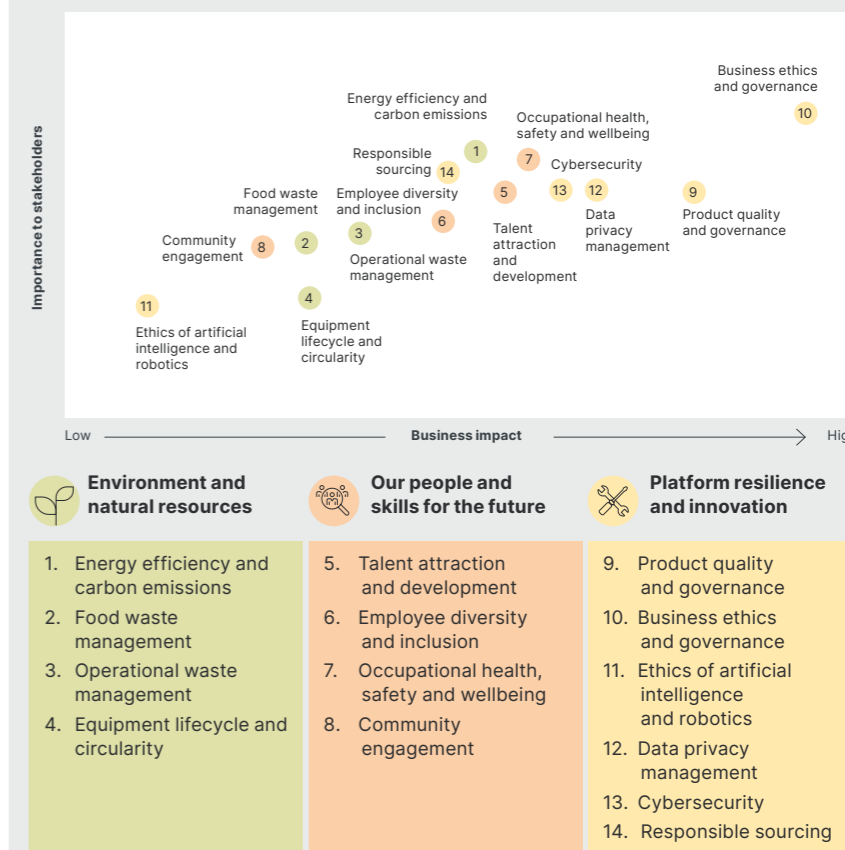 Importance to stakeholders
Business ethics
and governance
10
Energy efficiency and
carbon emissions
1
Occupational health,
safety and wellbeing
7
Responsible
sourcing
14
Cybersecurity
13
12
Data
privacy
management
9
Product quality
and governance
5
Talent
attraction
and
development
Employee diversity
and inclusion
6
Food waste
management
2
3
Operational waste
management
Community
engagement
8
4
Equipment
lifecycle and
circularity
11
Ethics of artificial
intelligence and
robotics
Low
Business impact
Environment and
natural resources
1. Energy efficiency and
carbon emissions
2. Food waste
management
3. Operational waste
management
4. Equipment lifecycle and
circularity
Our people and
skills for the future
5. Talent attraction
and development
6. Employee diversity
and inclusion
7. Occupational health,
safety and wellbeing
8. Community
engagement
Platform resilience
and innovation
9. Product quality
and governance
10. Business ethics
and governance
11. Ethics of artificial
intelligence
and robotics
12. Data privacy
management
13. Cybersecurity
14. Responsible sourcing